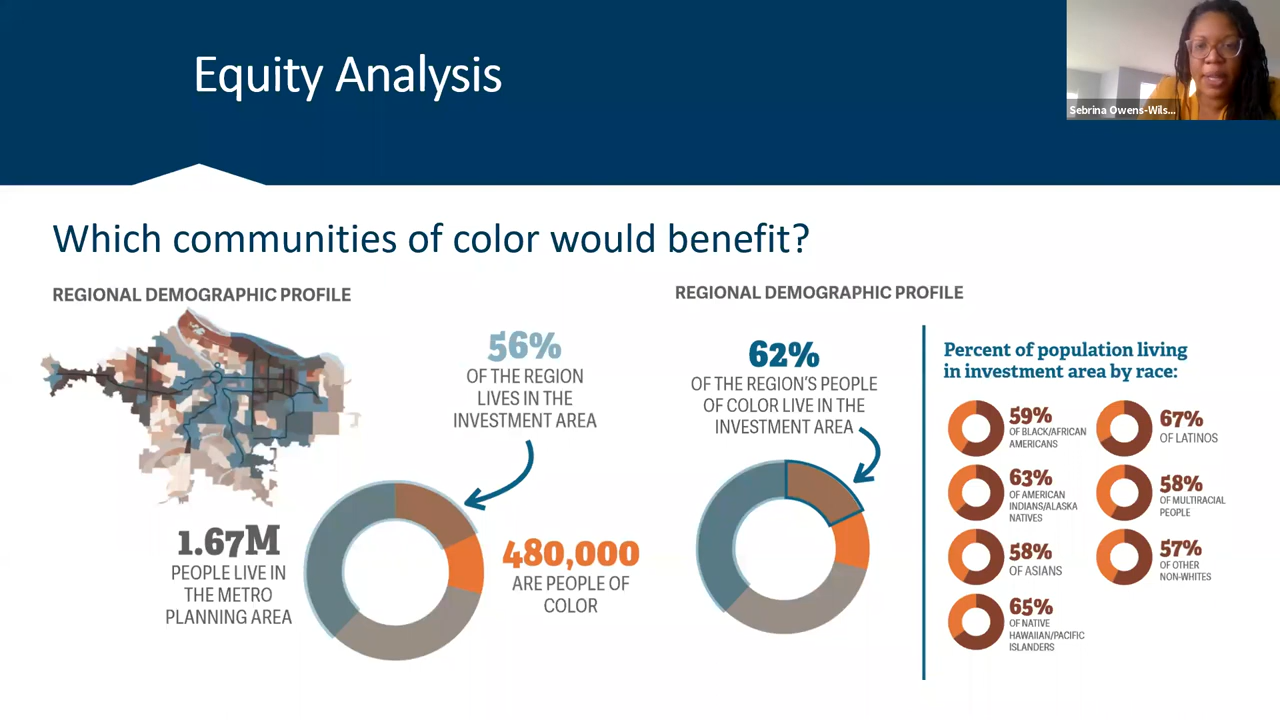 Equity Analysis
Sebrina Owens-Wils...
Which communities of color would benefit?
REGIONAL DEMOGRAPHIC PROFILE
56%
OF THE REGION
LIVES IN THE
INVESTMENT AREA
1.67M
PEOPLE LIVE IN
THE METRO
PLANNING AREA
480,000
ARE PEOPLE OF
COLOR
REGIONAL DEMOGRAPHIC PROFILE
62%
OF THE REGION'S PEOPLE
OF COLOR LIVE IN THE
INVESTMENT AREA
Percent of population living
in investment area by race:
59%
OF BLACK/AFRICAN
AMERICANS
63%
OF AMERICAN
INDIANS/ALASKA
NATIVES
58%
OF ASIANS
65%
OF NATIVE
HAWAIIAN/PACIFIC
ISLANDERS
67%
OF LATINOS
58%
OF MULTIRACIAL
PEOPLE
57%
OF OTHER
NON-WHITES